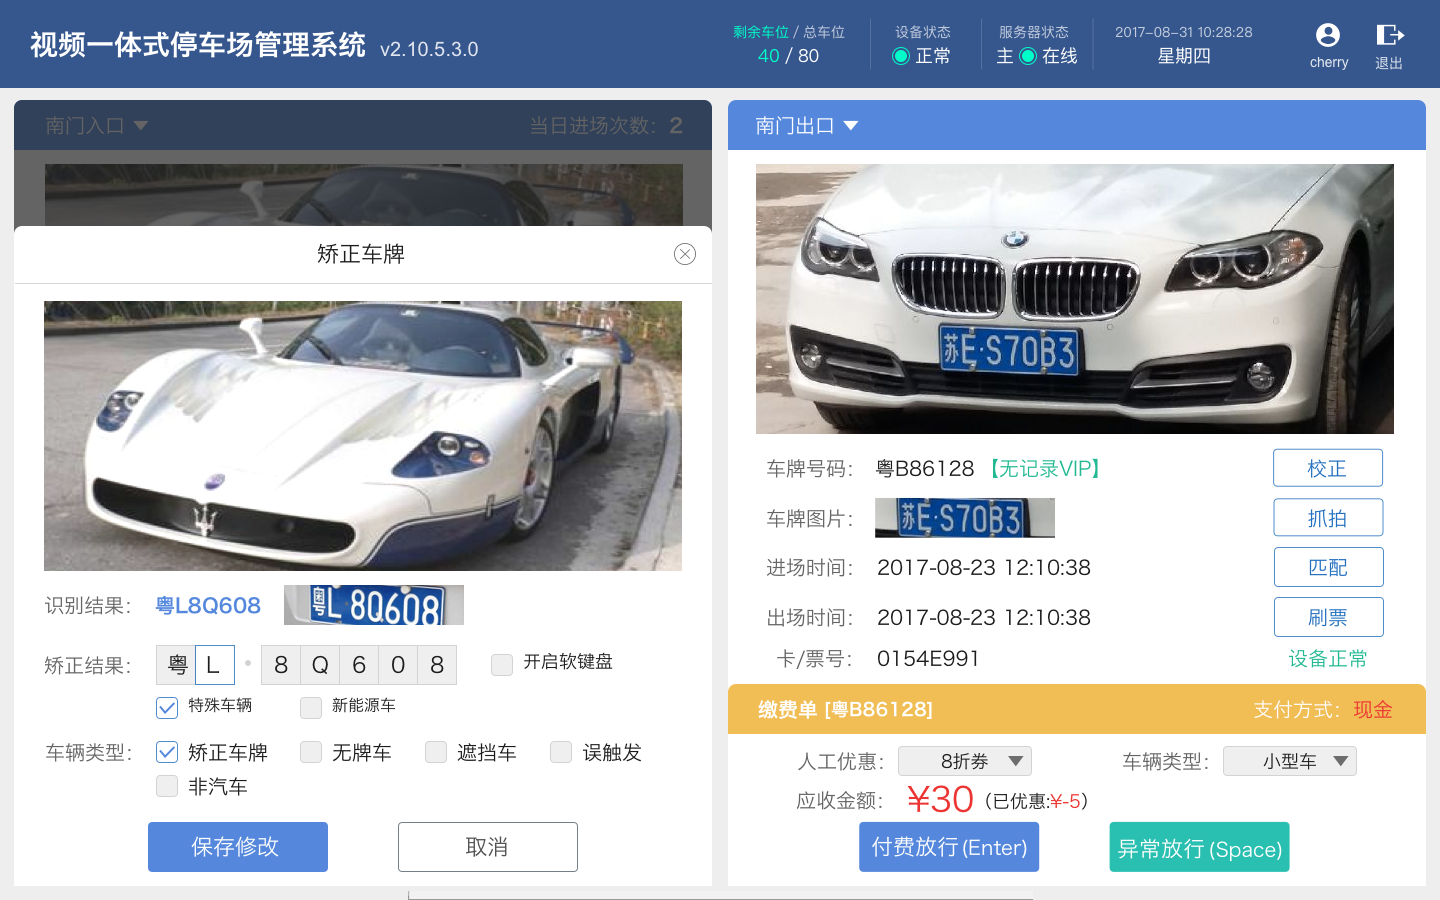 视频一体式停车场管理系统 v2.10.5.3.0
剩余车位 / 总车位
40 / 80
设备状态
正常
服务器状态
主 在线
2017-08-31 10:28:28
星期四
cherry
退出
南门入口
当日进场次数：2
矫正车牌
粤L 8Q608
识别结果： 粤L8Q608
矫正结果： 粤 L · 8 Q 6 0 8 开启软键盘
特殊车辆 新能源车
车辆类型： 矫正车牌 无牌车 遮挡车 误触发
非汽车
保存修改 取消
南门出口
苏E·S70B3
车牌号码： 粤B86128 【无记录VIP】 校正
车牌图片： 苏E·S70B3 抓拍
进场时间： 2017-08-23 12:10:38 匹配
出场时间： 2017-08-23 12:10:38 刷票
卡/票号： 0154E991 设备正常
缴费单 [粤B86128] 支付方式： 现金
人工优惠： 8折券 车辆类型： 小型车
应收金额： ¥30（已优惠:¥-5）
付费放行(Enter) 异常放行(Space)